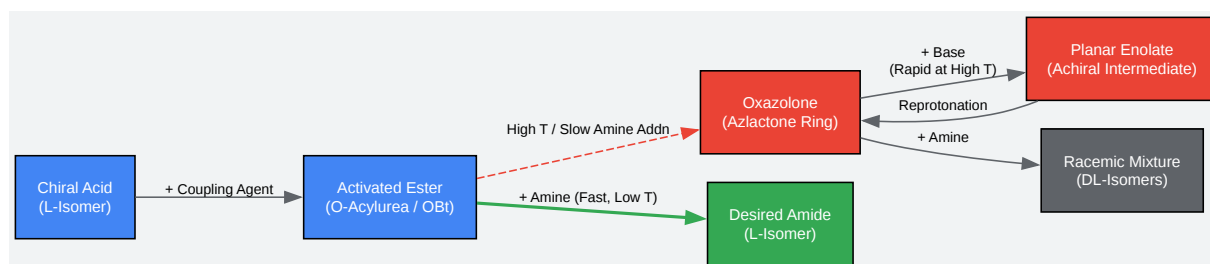 Chiral Acid
(L-Isomer)
+ Coupling Agent
Activated Ester
(O-Acylurea / OBt)
High T / Slow Amine Addn
+ Amine (Fast, Low T)
Oxazolone
(Azlactone Ring)
Desired Amide
(L-Isomer)
+ Base
(Rapid at High T)
Reprotonation
+ Amine
Planar Enolate
(Achiral Intermediate)
Racemic Mixture
(DL-Isomers)